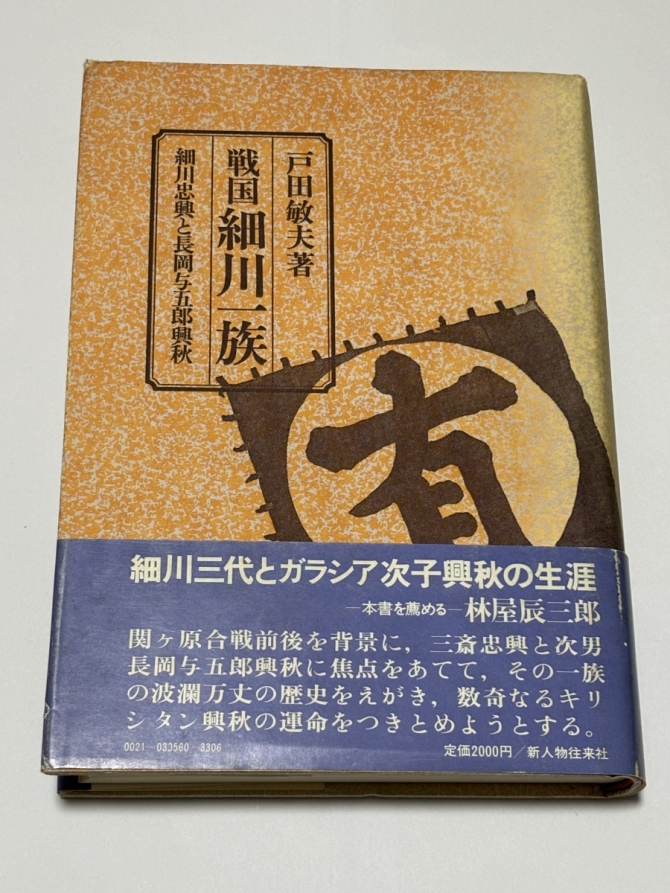 戸田敏夫著
戦国 細川一族
細川忠興と長岡与五郎興秋
有
細川三代とガラシア次子興秋の生涯
―本書を薦める―林屋辰三郎
関ヶ原合戦前後を背景に，三斎忠興と次男
長岡与五郎興秋に焦点をあてて，その一族
の波瀾万丈の歴史をえがき，数奇なるキリ
シタン興秋の運命をつきとめようとする。
0021―033560―3306
定価2000円／新人物往来社